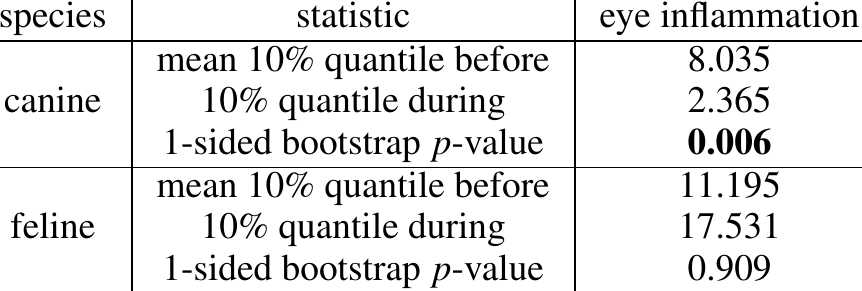 species statistic eye inflammation
mean 10% quantile before 8.035
canine 10% quantile during 2.365
1-sided bootstrap p-value 0.006
mean 10% quantile before 11.195
feline 10% quantile during 17.531
1-sided bootstrap p-value 0.909